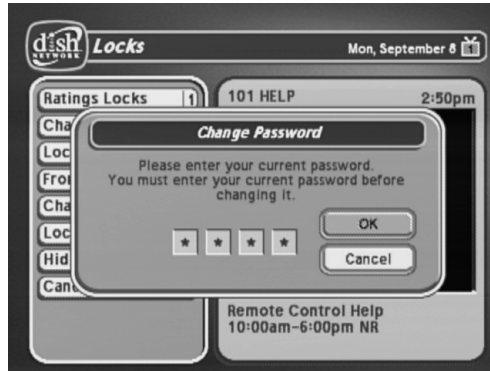 dish
NETWORK
Locks
Mon, September 8
Ratings Locks 1
101 HELP 2:50pm
Cha
Loc
Fro
Cha
Loc
Hid
Canc
Change Password
Please enter your current password.
You must enter your current password before
changing it.
* * * *
OK
Cancel
Remote Control Help
10:00am-6:00pm NR